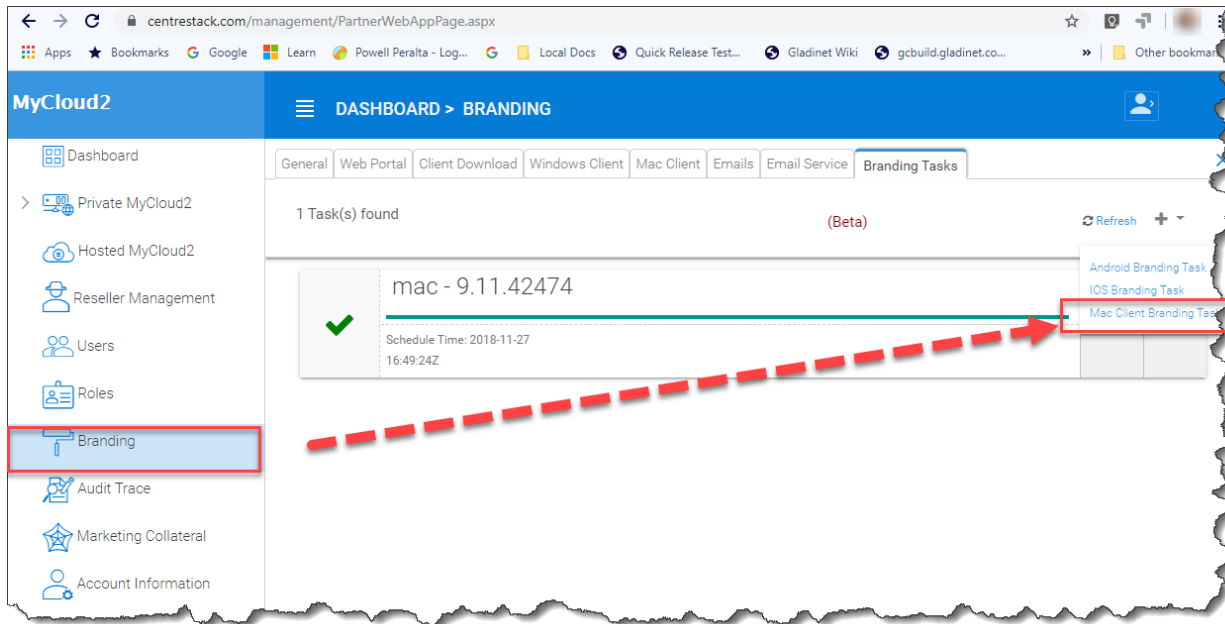 centrestack.com/management/PartnerWebAppPage.aspx
Apps Bookmarks Google Learn Powell Peralta - Log... Local Docs Quick Release Test... Gladinet Wiki gcbuild.gladinet.co... » Other bookmar
MyCloud2
DASHBOARD > BRANDING
Dashboard
Private MyCloud2
Hosted MyCloud2
Reseller Management
Users
Roles
Branding
Audit Trace
Marketing Collateral
Account Information
General Web Portal Client Download Windows Client Mac Client Emails Email Service Branding Tasks
1 Task(s) found (Beta) Refresh
Android Branding Task
IOS Branding Task
Mac Client Branding Tas
mac - 9.11.42474
Schedule Time: 2018-11-27
16:49:24Z